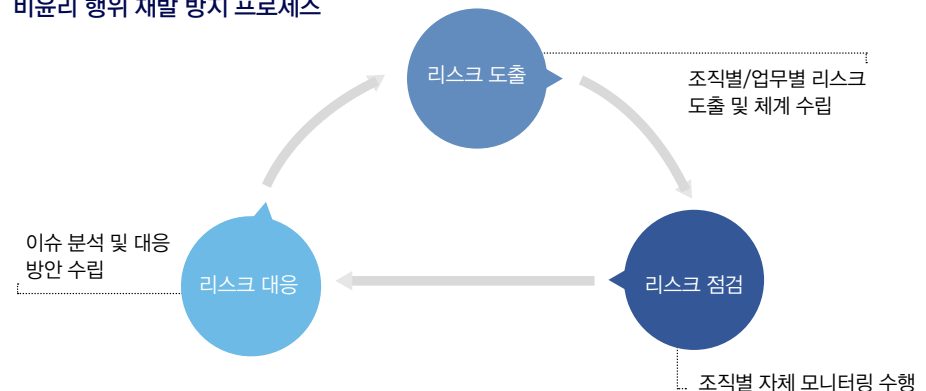 비윤리 행위 재발 방지 프로세스
리스크 도출
조직별/업무별 리스크
도출 및 체계 수립
이슈 분석 및 대응
방안 수립
리스크 대응
리스크 점검
조직별 자체 모니터링 수행